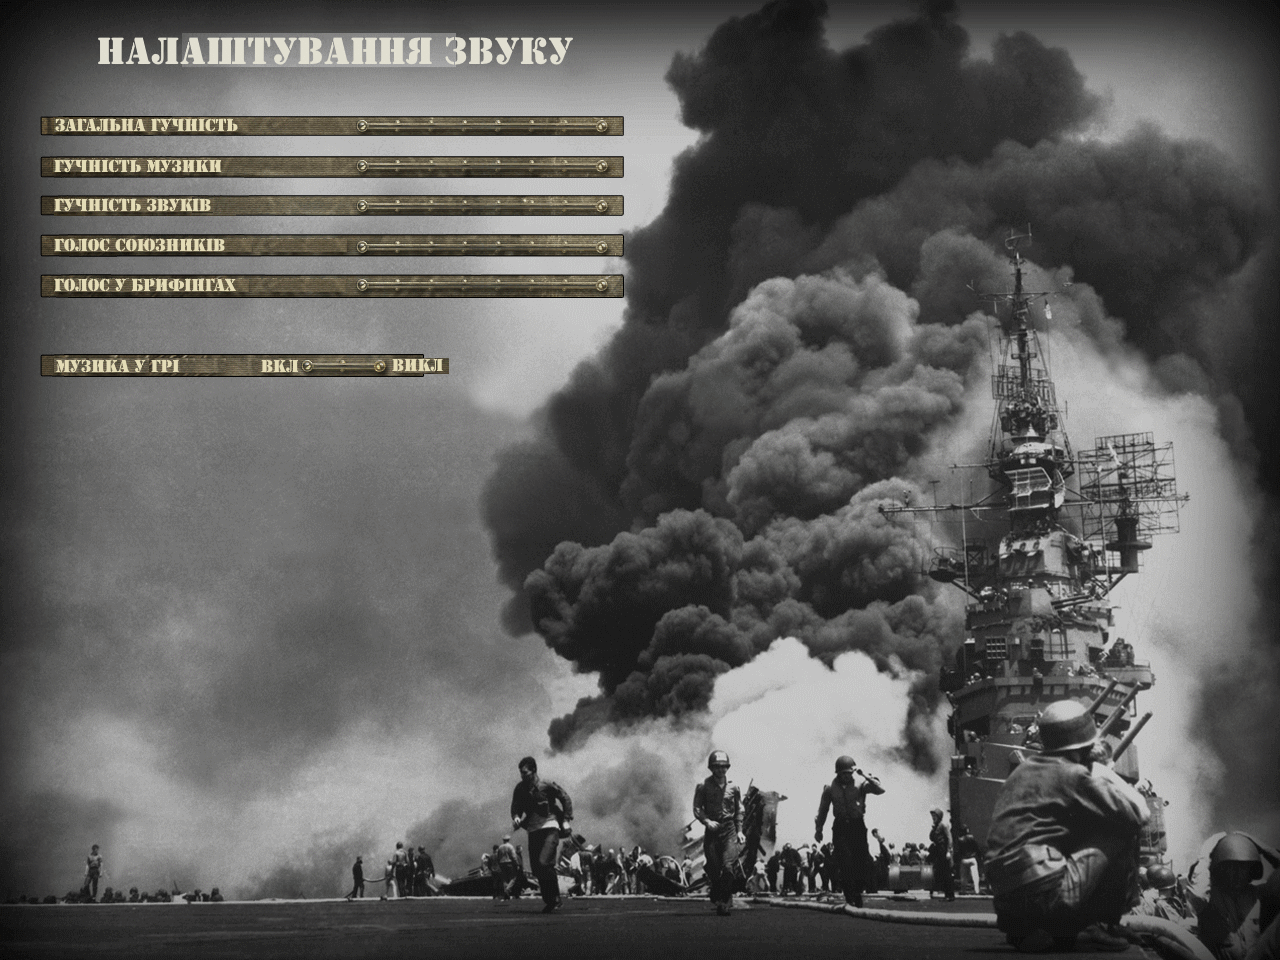 НАЛАШТУВАННЯ ЗВУКУ
ЗАГАЛЬНА ГУЧНІСТЬ
ГУЧНІСТЬ МУЗИКИ
ГУЧНІСТЬ ЗВУКІВ
ГОЛОС СОЮЗНИКІВ
ГОЛОС У БРИФІНГАХ
МУЗИКА У ГРІ ВКЛ ВИКЛ